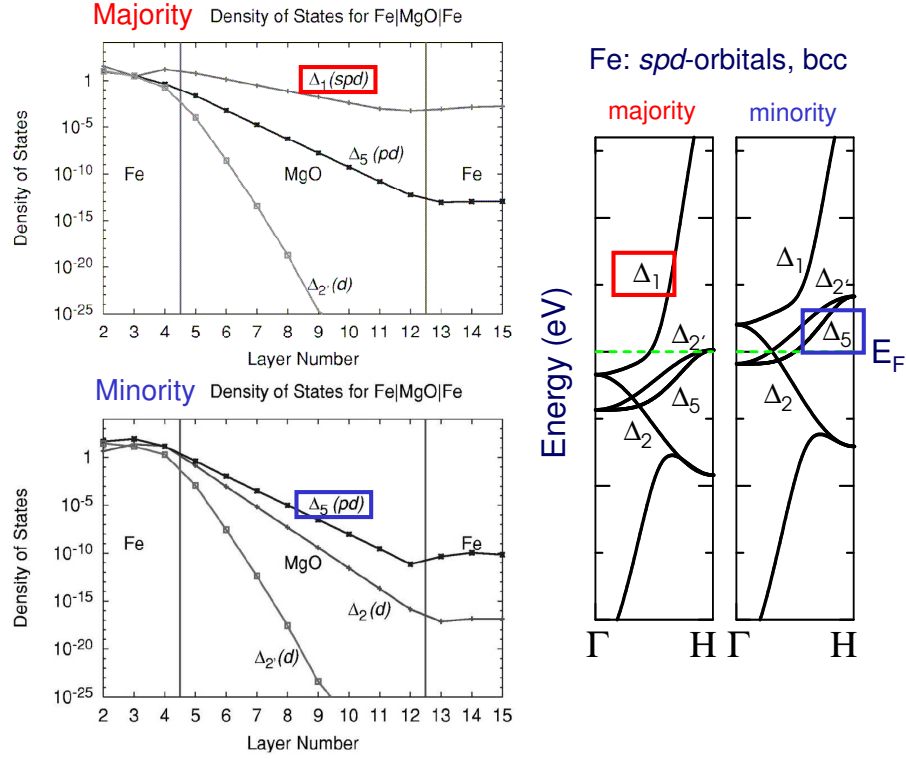 Majority
Density of States for Fe|MgO|Fe
Density of States
1
10-5
10-10
10-15
10-20
10-25
Δ1 (spd)
Δ5 (pd)
Fe
MgO
Fe
Δ2'(d)
2 3 4 5 6 7 8 9 10 11 12 13 14 15
Layer Number
Minority
Density of States for Fe|MgO|Fe
Density of States
1
10-5
10-10
10-15
10-20
10-25
Δ5 (pd)
Fe
MgO
Fe
Δ2(d)
Δ2'(d)
2 3 4 5 6 7 8 9 10 11 12 13 14 15
Layer Number
Fe: spd-orbitals, bcc
majority
minority
Energy (eV)
Δ1
Δ2'
Δ5
Δ2
Γ H
Δ1
Δ2'
Δ5
EF
Δ2
Γ H